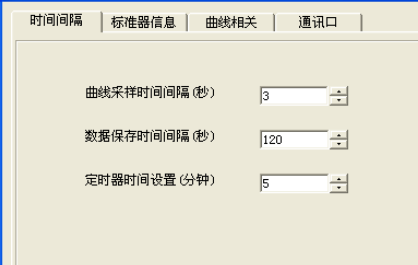 时间间隔 标准器信息 曲线相关 通讯口
曲线采样时间间隔(秒) 3
数据保存时间间隔(秒) 120
定时器时间设置(分钟) 5